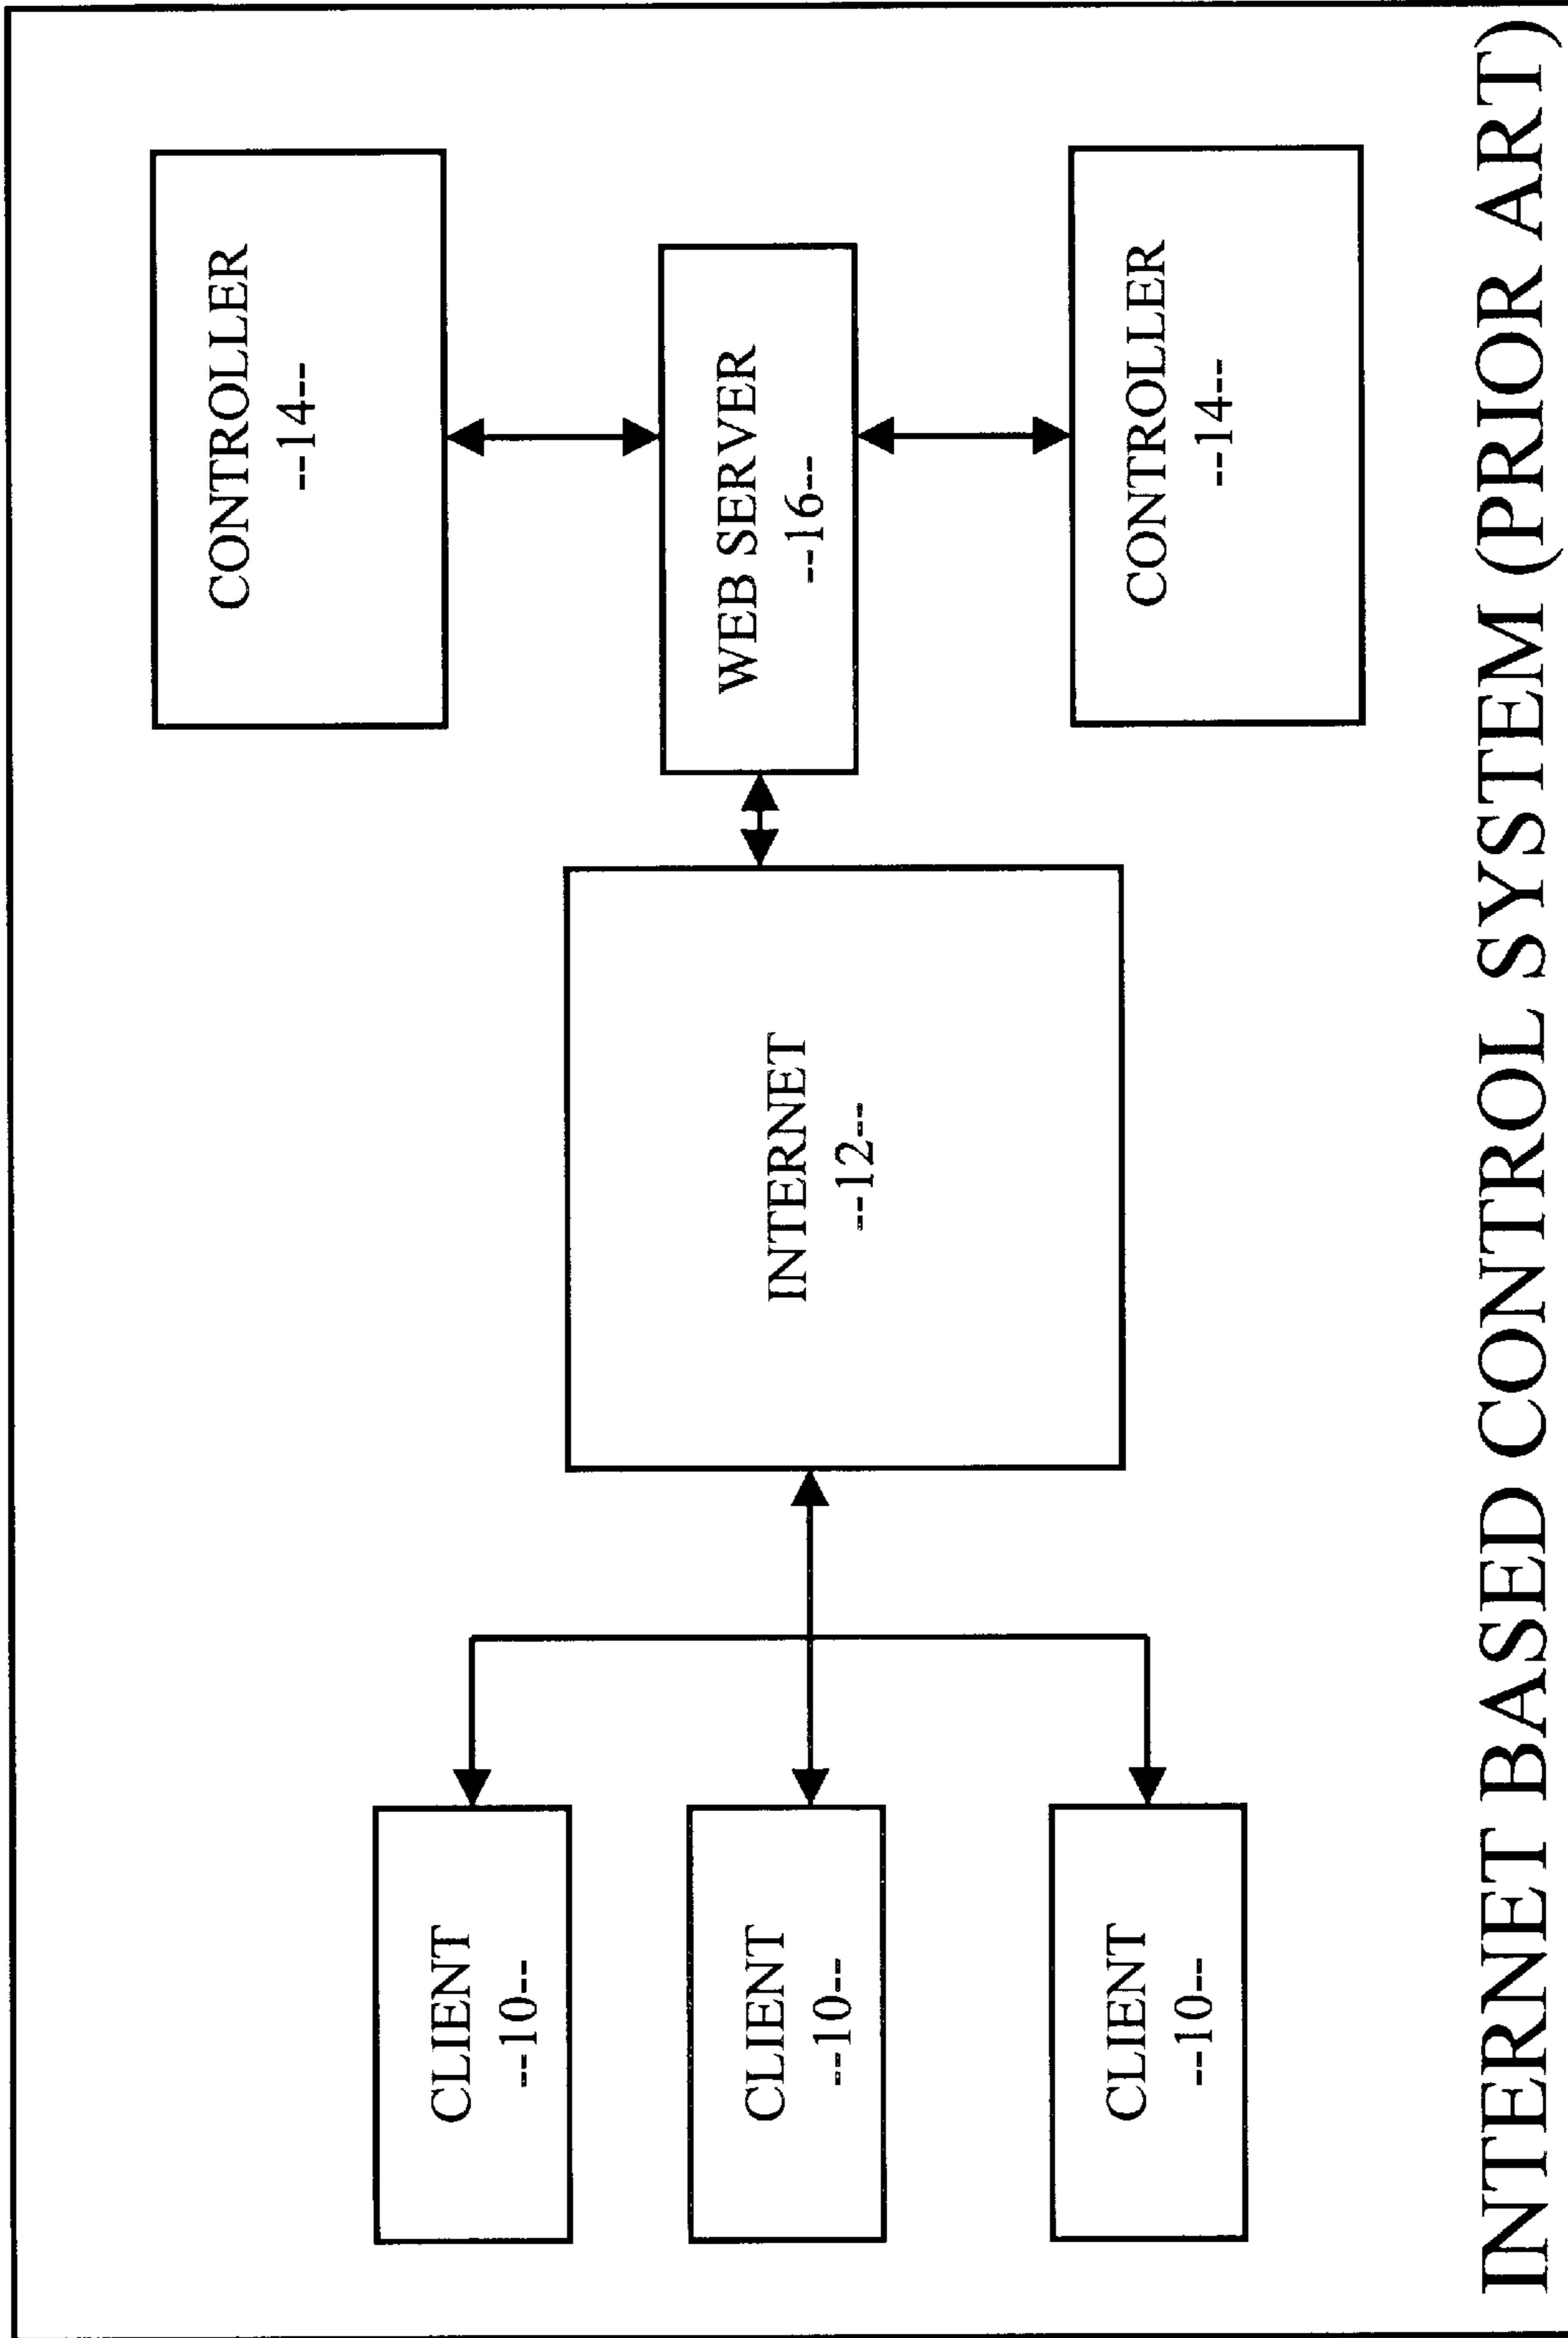 CLIENT
--10--
CLIENT
--10--
CLIENT
--10--
INTERNET
--12--
CONTROLLER
--14--
WEB SERVER
--16--
CONTROLLER
--14--
INTERNET BASED CONTROL SYSTEM (PRIOR ART)